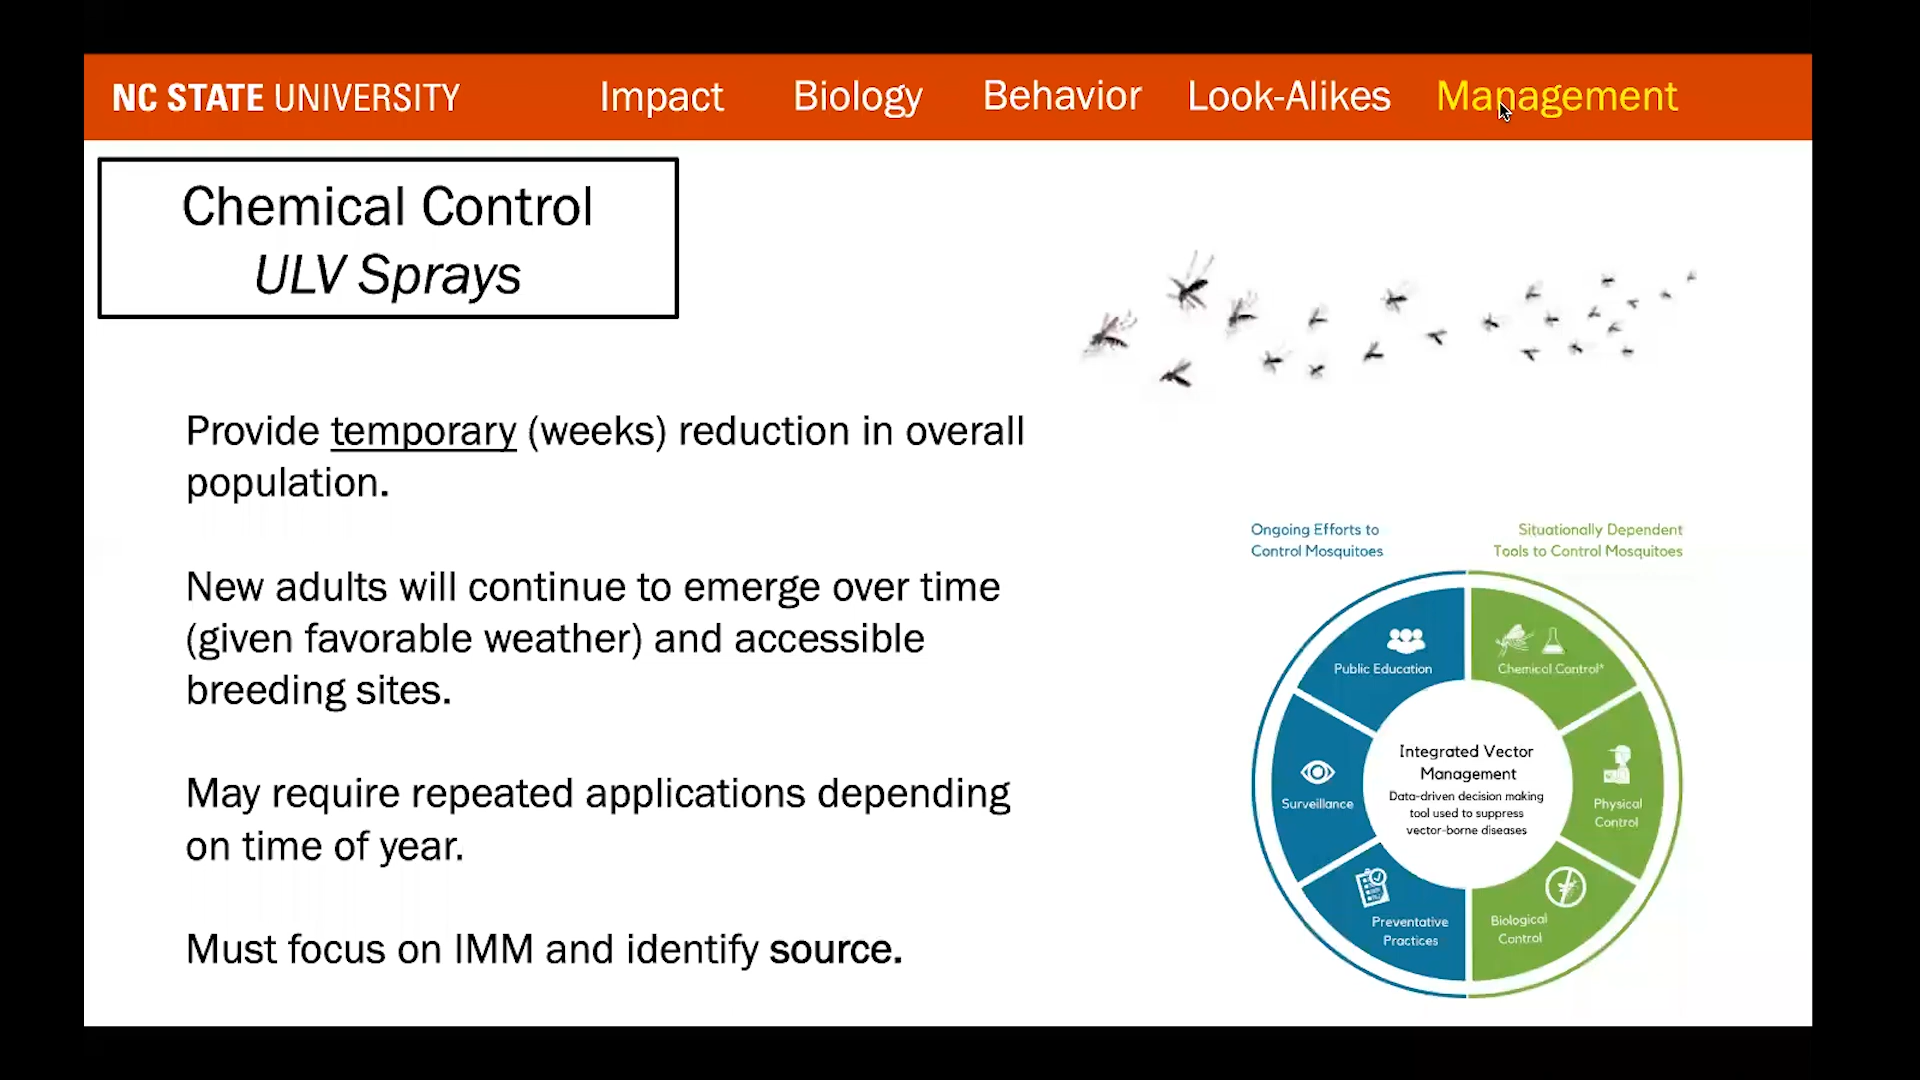 NC STATE UNIVERSITY
Impact
Biology
Behavior
Look-Alikes
Management
Chemical Control
ULV Sprays
Provide temporary (weeks) reduction in overall
population.
New adults will continue to emerge over time
(given favorable weather) and accessible
breeding sites.
May require repeated applications depending
on time of year.
Must focus on IMM and identify source.
Ongoing Efforts to
Control Mosquitoes
Situationally Dependent
Tools to Control Mosquitoes
Public Education
Chemical Control*
Surveillance
Integrated Vector
Management
Data-driven decision making
tool used to suppress
vector-borne diseases
Physical
Control
Preventative
Practices
Biological
Control